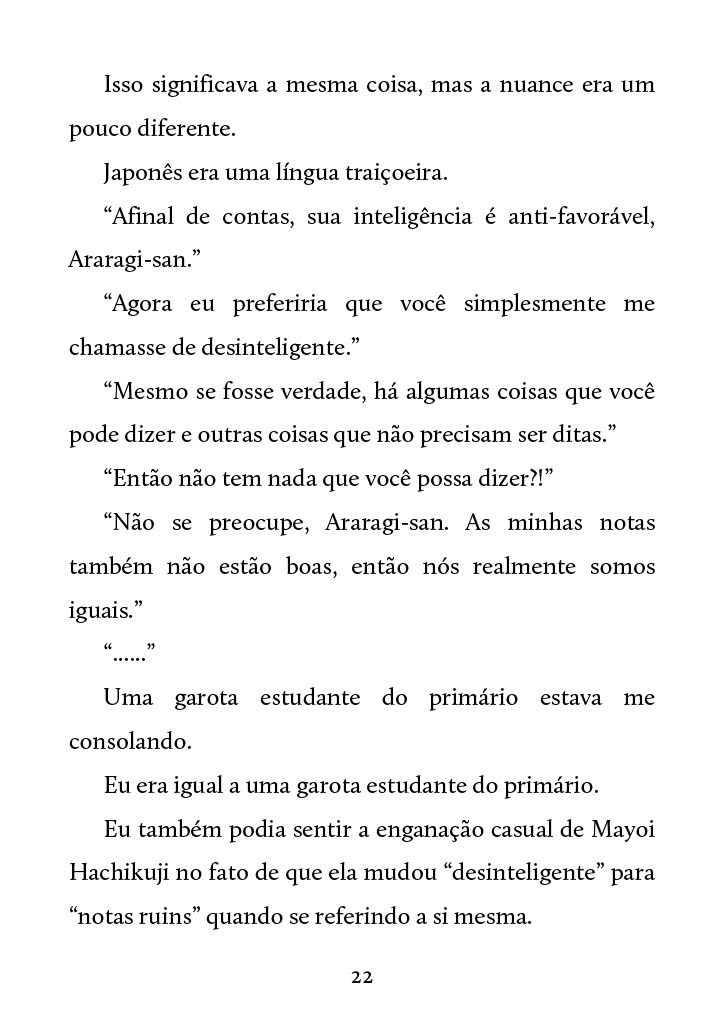 Isso significava a mesma coisa, mas a nuance era um
pouco diferente.
Japonês era uma língua traiçoeira.
“Afinal de contas, sua inteligência é anti-favorável,
Araragi-san.”
“Agora eu preferiria que você simplesmente me
chamasse de desinteligente.”
“Mesmo se fosse verdade, há algumas coisas que você
pode dizer e outras coisas que não precisam ser ditas.”
“Então não tem nada que você possa dizer?!”
“Não se preocupe, Araragi-san. As minhas notas
também não estão boas, então nós realmente somos
iguais.”
“......”
Uma garota estudante do primário estava me
consolando.
Eu era igual a uma garota estudante do primário.
Eu também podia sentir a enganação casual de Mayoi
Hachikuji no fato de que ela mudou “desinteligente” para
“notas ruins” quando se referindo a si mesma.
22